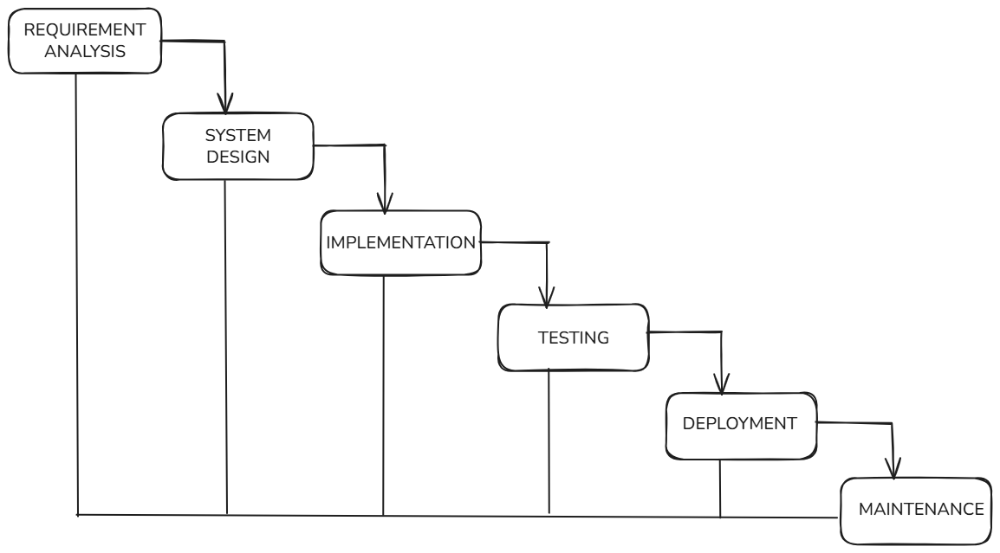 REQUIREMENT
ANALYSIS
SYSTEM
DESIGN
IMPLEMENTATION
TESTING
DEPLOYMENT
MAINTENANCE